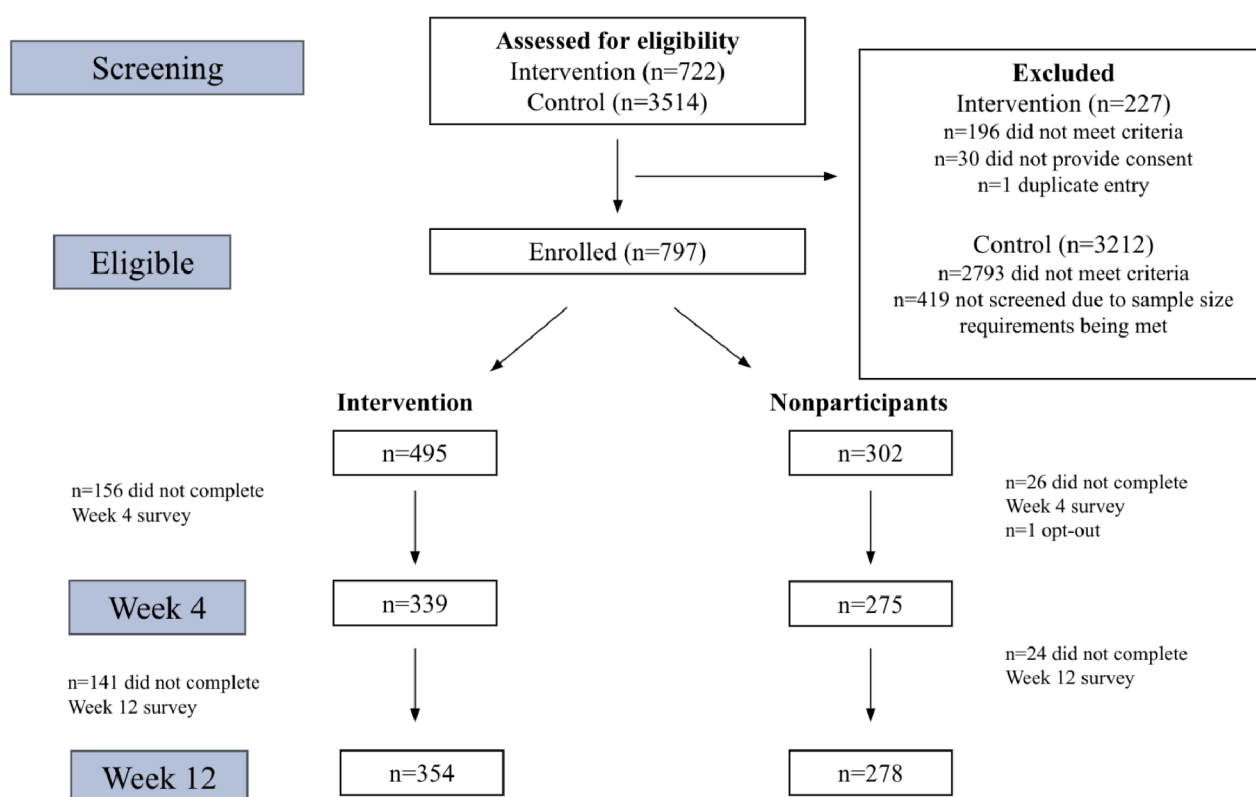 Screening
Assessed for eligibility
Intervention (n=722)
Control (n=3514)
Excluded
Intervention (n=227)
n=196 did not meet criteria
n=30 did not provide consent
n=1 duplicate entry
Control (n=3212)
n=2793 did not meet criteria
n=419 not screened due to sample size
requirements being met
Eligible
Enrolled (n=797)
Intervention
Nonparticipants
n=495
n=302
n=156 did not complete
Week 4 survey
n=26 did not complete
Week 4 survey
n=1 opt-out
Week 4
n=339
n=275
n=141 did not complete
Week 12 survey
n=24 did not complete
Week 12 survey
Week 12
n=354
n=278